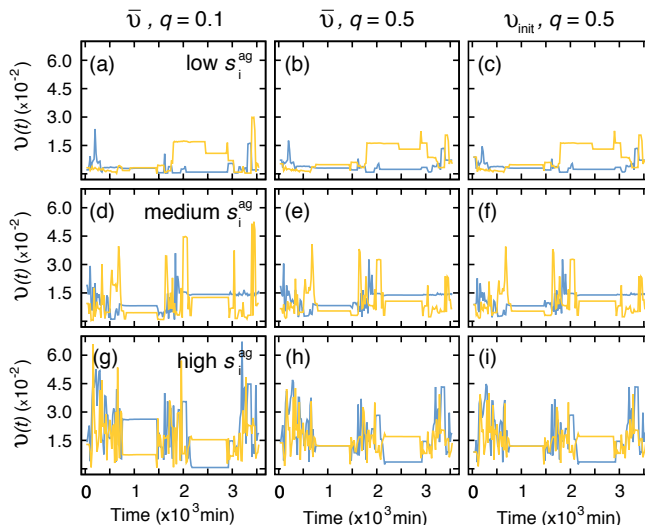 ῡ , q = 0.1
ῡ , q = 0.5
υinit, q = 0.5
υ(t) (x10⁻²)
6.0
4.5
3.0
1.5
(a)
low s_i^ag
(b)
(c)
υ(t) (x10⁻²)
6.0
4.5
3.0
1.5
(d)
medium s_i^ag
(e)
(f)
υ(t) (x10⁻²)
6.0
4.5
3.0
1.5
(g)
high s_i^ag
(h)
(i)
0 1 2 3
0 1 2 3
0 1 2 3
Time (x10³min)
Time (x10³min)
Time (x10³min)